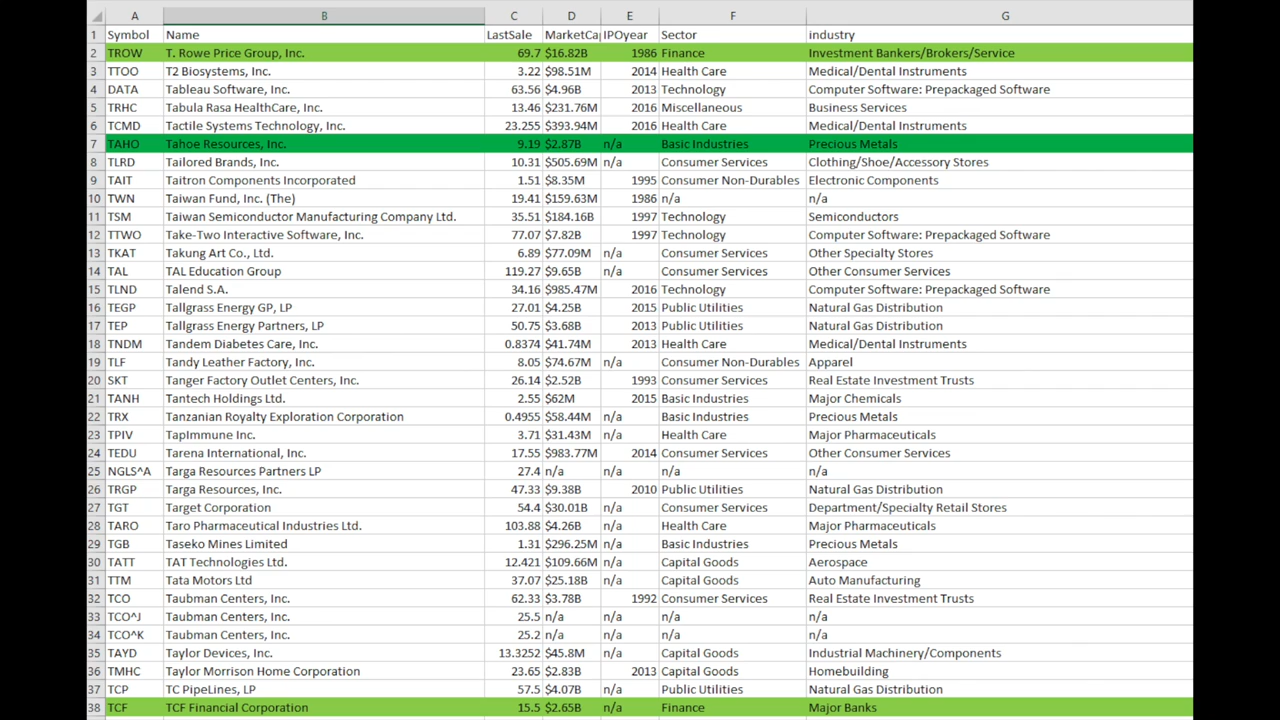 A B C D E F G
1 Symbol Name LastSale MarketCa IPOyear Sector industry
2 TROW T. Rowe Price Group, Inc. 69.7 $16.82B 1986 Finance Investment Bankers/Brokers/Service
3 TTOO T2 Biosystems, Inc. 3.22 $98.51M 2014 Health Care Medical/Dental Instruments
4 DATA Tableau Software, Inc. 63.56 $4.96B 2013 Technology Computer Software: Prepackaged Software
5 TRHC Tabula Rasa HealthCare, Inc. 13.46 $231.76M 2016 Miscellaneous Business Services
6 TCMD Tactile Systems Technology, Inc. 23.255 $393.94M 2016 Health Care Medical/Dental Instruments
7 TAHO Tahoe Resources, Inc. 9.19 $2.87B n/a Basic Industries Precious Metals
8 TLRD Tailored Brands, Inc. 10.31 $505.69M n/a Consumer Services Clothing/Shoe/Accessory Stores
9 TAIT Taitron Components Incorporated 1.51 $8.35M 1995 Consumer Non-Durables Electronic Components
10 TWN Taiwan Fund, Inc. (The) 19.41 $159.63M 1986 n/a n/a
11 TSM Taiwan Semiconductor Manufacturing Company Ltd. 35.51 $184.16B 1997 Technology Semiconductors
12 TTWO Take-Two Interactive Software, Inc. 77.07 $7.82B 1997 Technology Computer Software: Prepackaged Software
13 TKAT Takung Art Co., Ltd. 6.89 $77.09M n/a Consumer Services Other Specialty Stores
14 TAL TAL Education Group 119.27 $9.65B n/a Consumer Services Other Consumer Services
15 TLND Talend S.A. 34.16 $985.47M 2016 Technology Computer Software: Prepackaged Software
16 TEGP Tallgrass Energy GP, LP 27.01 $4.25B 2015 Public Utilities Natural Gas Distribution
17 TEP Tallgrass Energy Partners, LP 50.75 $3.68B 2013 Public Utilities Natural Gas Distribution
18 TNDM Tandem Diabetes Care, Inc. 0.8374 $41.74M 2013 Health Care Medical/Dental Instruments
19 TLF Tandy Leather Factory, Inc. 8.05 $74.67M n/a Consumer Non-Durables Apparel
20 SKT Tanger Factory Outlet Centers, Inc. 26.14 $2.52B 1993 Consumer Services Real Estate Investment Trusts
21 TANH Tantech Holdings Ltd. 2.55 $62M 2015 Basic Industries Major Chemicals
22 TRX Tanzanian Royalty Exploration Corporation 0.4955 $58.44M n/a Basic Industries Precious Metals
23 TPIV TapImmune Inc. 3.71 $31.43M n/a Health Care Major Pharmaceuticals
24 TEDU Tarena International, Inc. 17.55 $983.77M 2014 Consumer Services Other Consumer Services
25 NGLS^A Targa Resources Partners LP 27.4 n/a n/a n/a n/a
26 TRGP Targa Resources, Inc. 47.33 $9.38B 2010 Public Utilities Natural Gas Distribution
27 TGT Target Corporation 54.4 $30.01B n/a Consumer Services Department/Specialty Retail Stores
28 TARO Taro Pharmaceutical Industries Ltd. 103.88 $4.26B n/a Health Care Major Pharmaceuticals
29 TGB Taseko Mines Limited 1.31 $296.25M n/a Basic Industries Precious Metals
30 TATT TAT Technologies Ltd. 12.421 $109.66M n/a Capital Goods Aerospace
31 TTM Tata Motors Ltd 37.07 $25.18B n/a Capital Goods Auto Manufacturing
32 TCO Taubman Centers, Inc. 62.33 $3.78B 1992 Consumer Services Real Estate Investment Trusts
33 TCO^J Taubman Centers, Inc. 25.5 n/a n/a n/a n/a
34 TCO^K Taubman Centers, Inc. 25.2 n/a n/a n/a n/a
35 TAYD Taylor Devices, Inc. 13.3252 $45.8M n/a Capital Goods Industrial Machinery/Components
36 TMHC Taylor Morrison Home Corporation 23.65 $2.83B 2013 Capital Goods Homebuilding
37 TCP TC PipeLines, LP 57.5 $4.07B n/a Public Utilities Natural Gas Distribution
38 TCF TCF Financial Corporation 15.5 $2.65B n/a Finance Major Banks